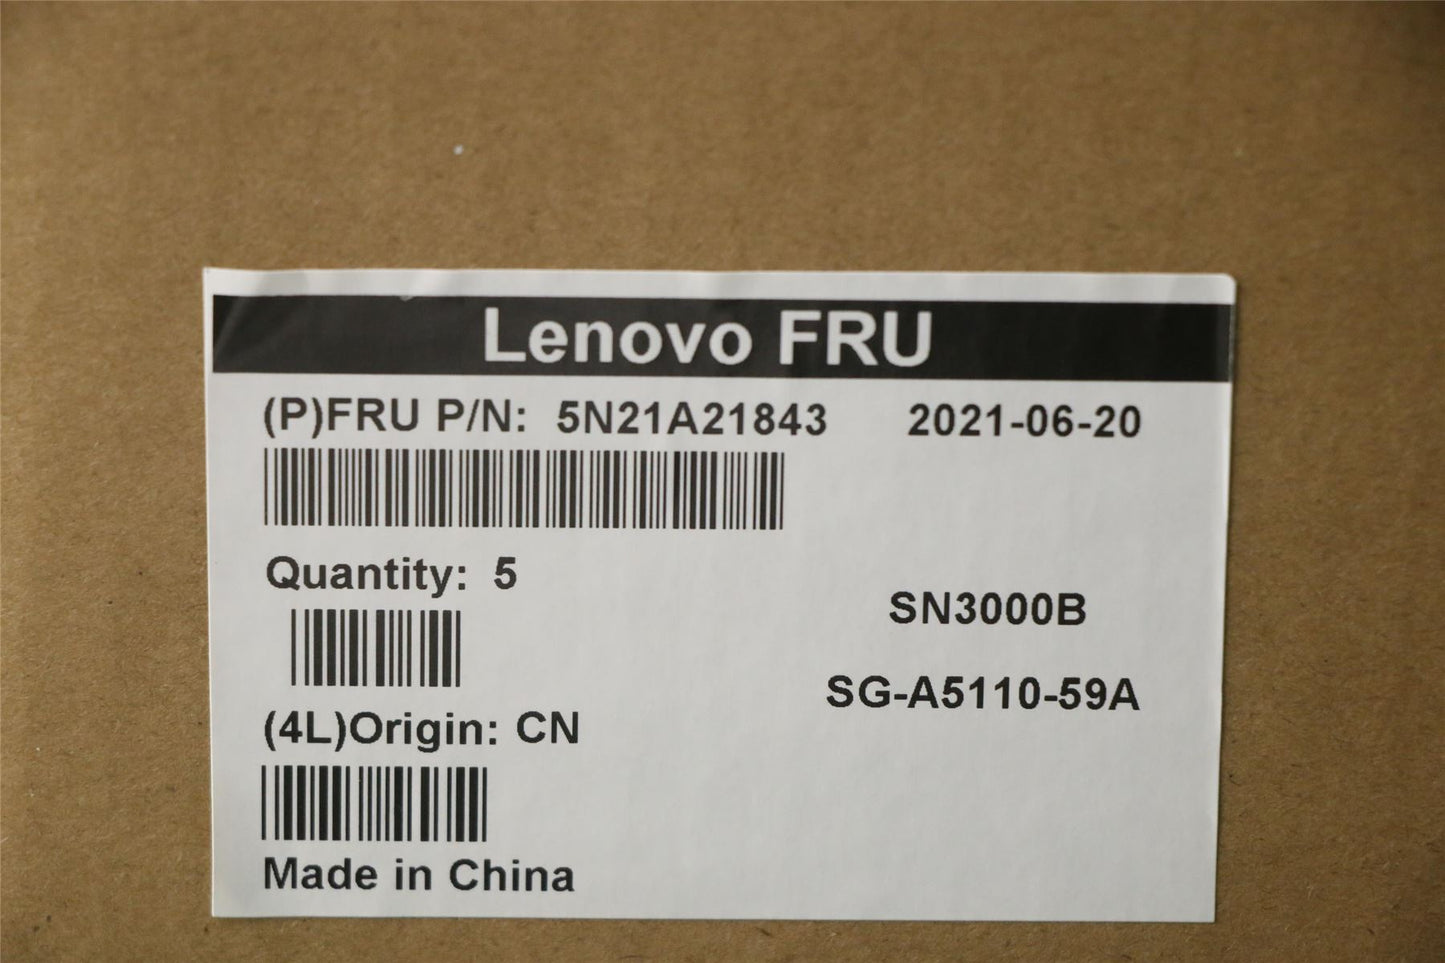 Lenovo FRU
(P)FRU P/N: 5N21A21843 2021-06-20
Quantity: 5
SN3000B
SG-A5110-59A
(4L)Origin: CN
Made in China